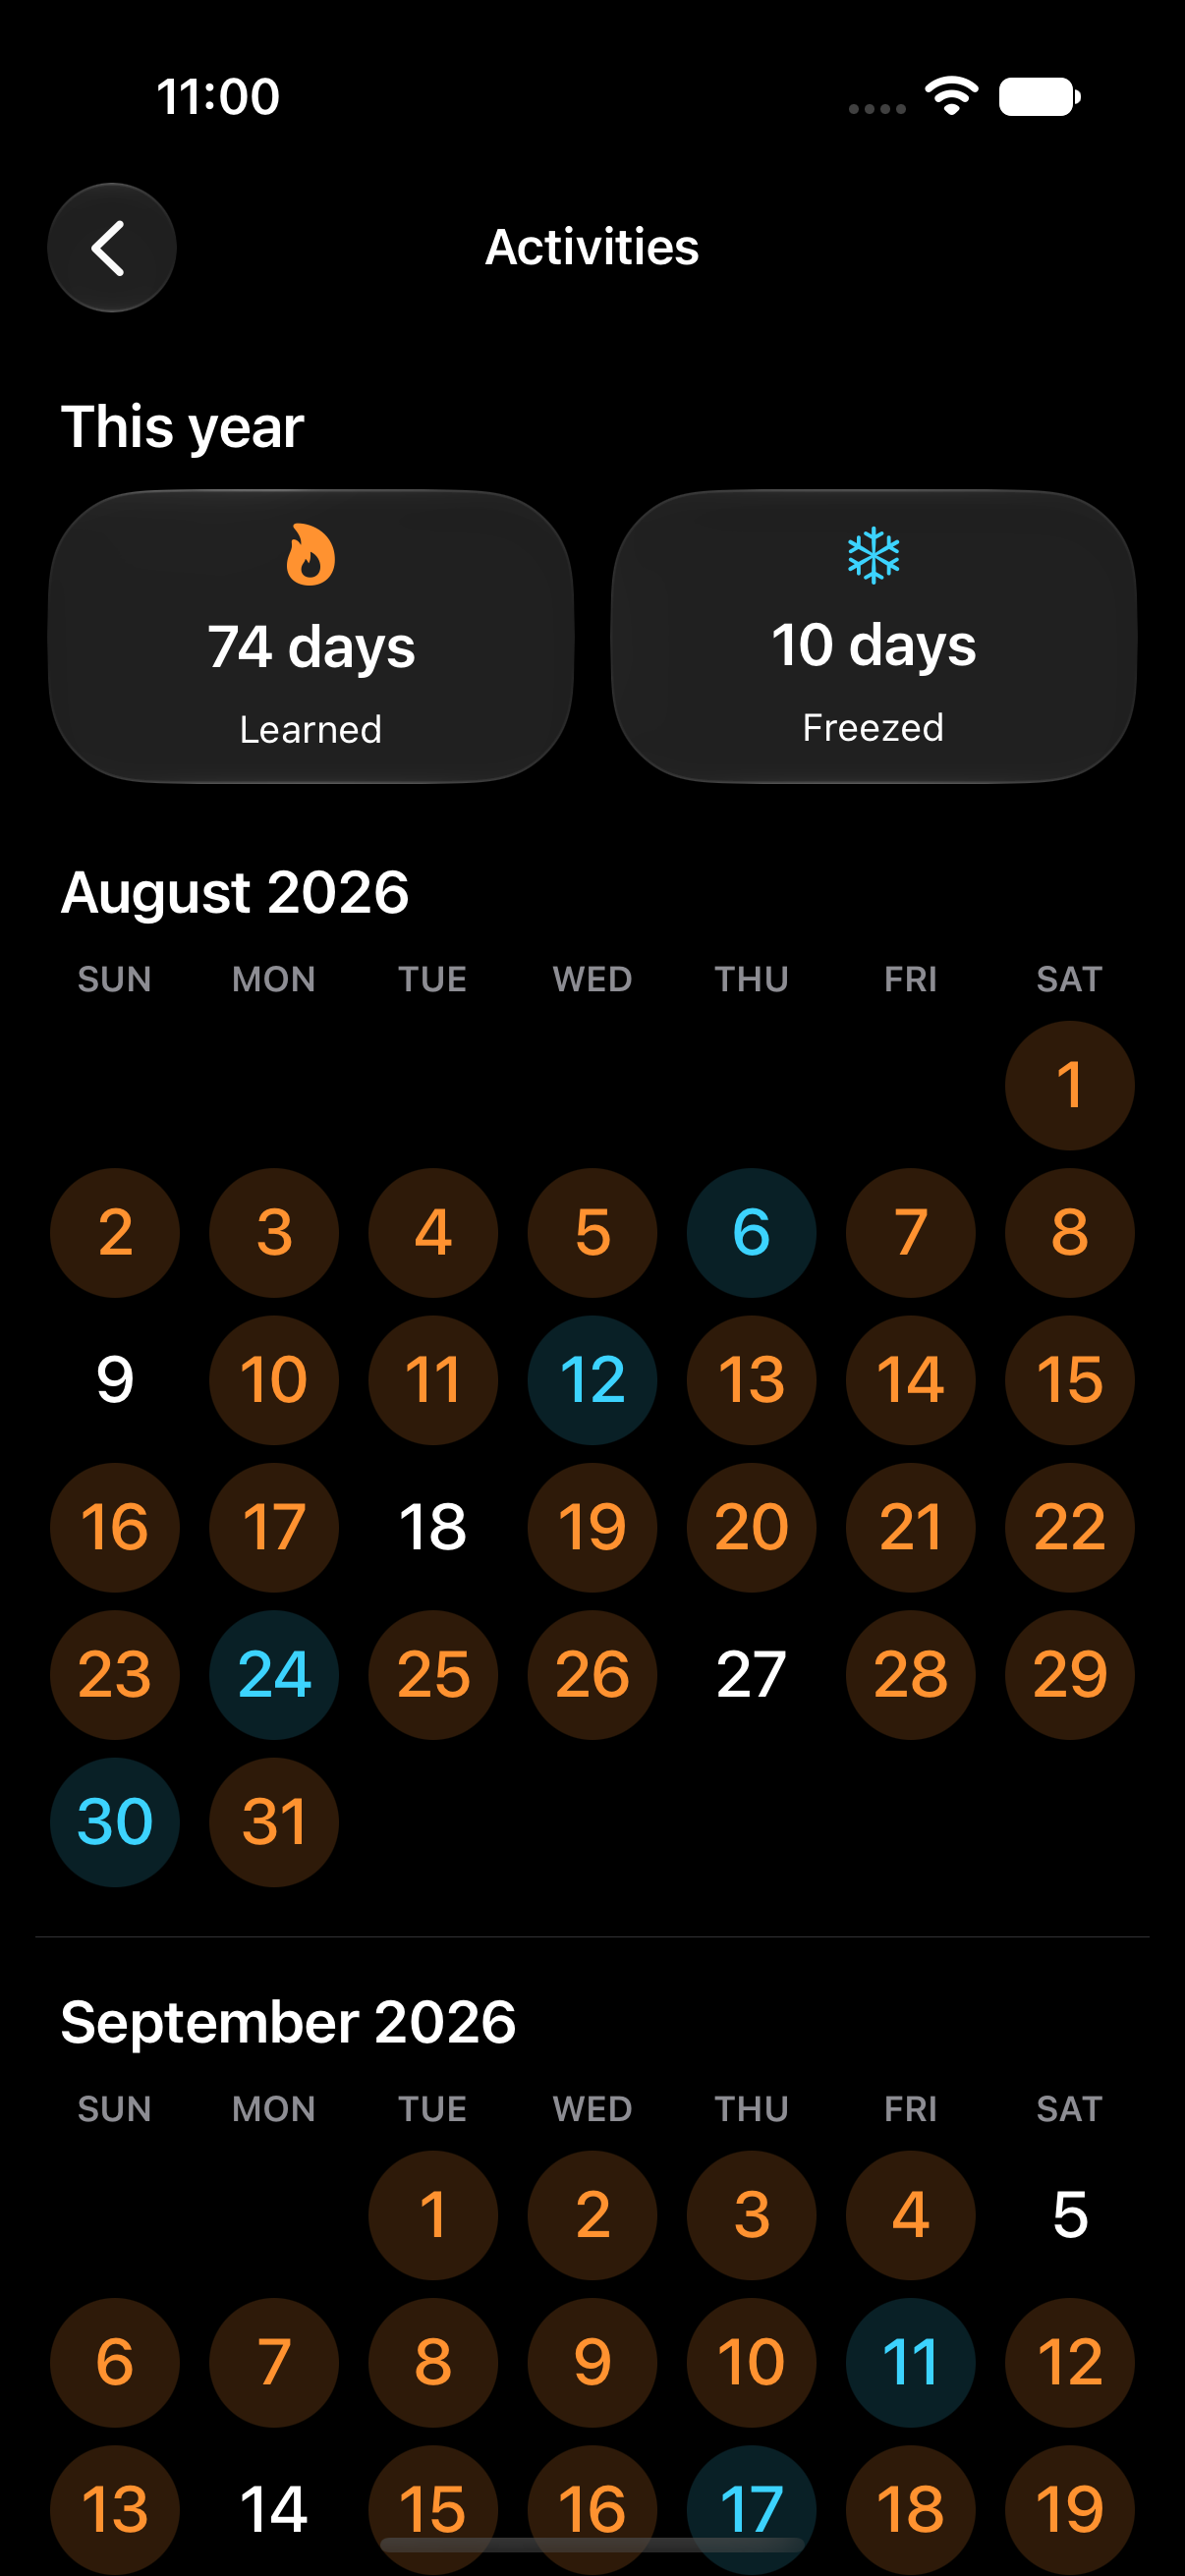 11:00
Activities
This year
74 days
Learned
10 days
Freezed
August 2026
SUN MON TUE WED THU FRI SAT
1
2 3 4 5 6 7 8
9 10 11 12 13 14 15
16 17 18 19 20 21 22
23 24 25 26 27 28 29
30 31
September 2026
SUN MON TUE WED THU FRI SAT
1 2 3 4 5
6 7 8 9 10 11 12
13 14 15 16 17 18 19